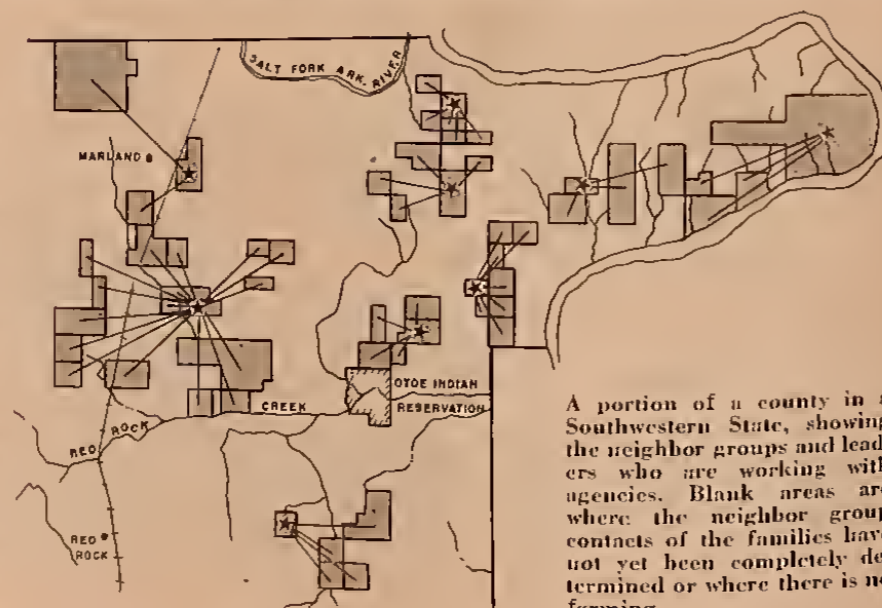 SALT FORK ARK. RIVER
MARLAND
OTOE INDIAN
RESERVATION
CREEK
ROCK
RED
RED
ROCK
A portion of a county in a
Southwestern State, showing
the neighbor groups and lead-
ers who are working with
agencies. Blank areas are
where the neighbor group
contacts of the families have
not yet been completely de-
termined or where there is no
farming.